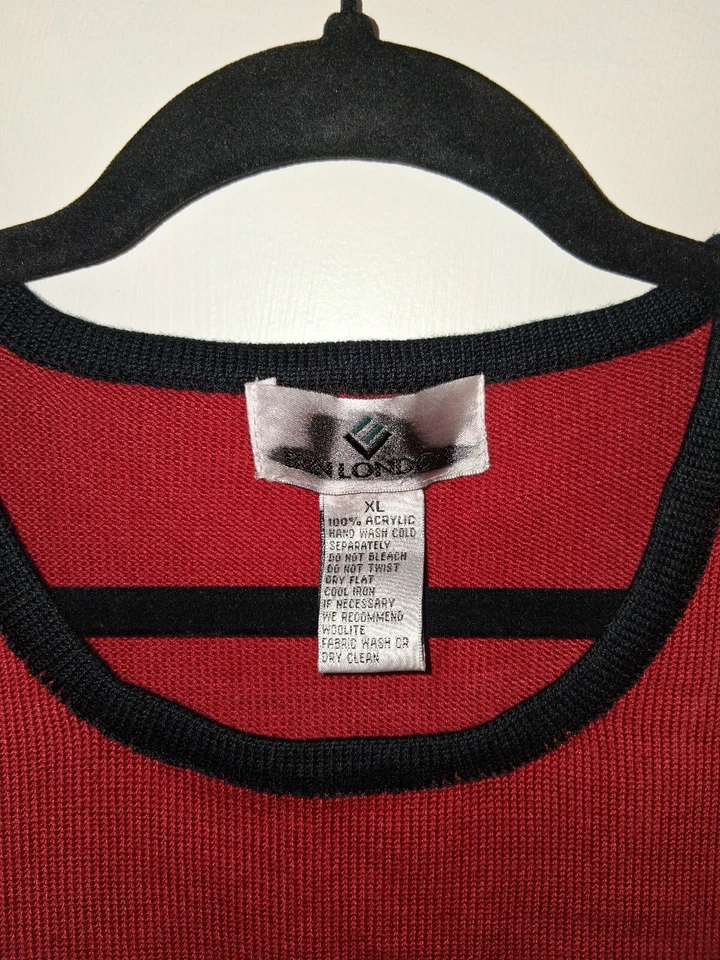 LOND
XL
100% ACRYLIC
HAND WASH COLD
SEPARATELY
DO NOT BLEACH
DO NOT TWIST
DRY FLAT
COOL IRON
IF NECESSARY
WE RECOMMEND
WOOLITE
FABRIC WASH OR
DRY CLEAN